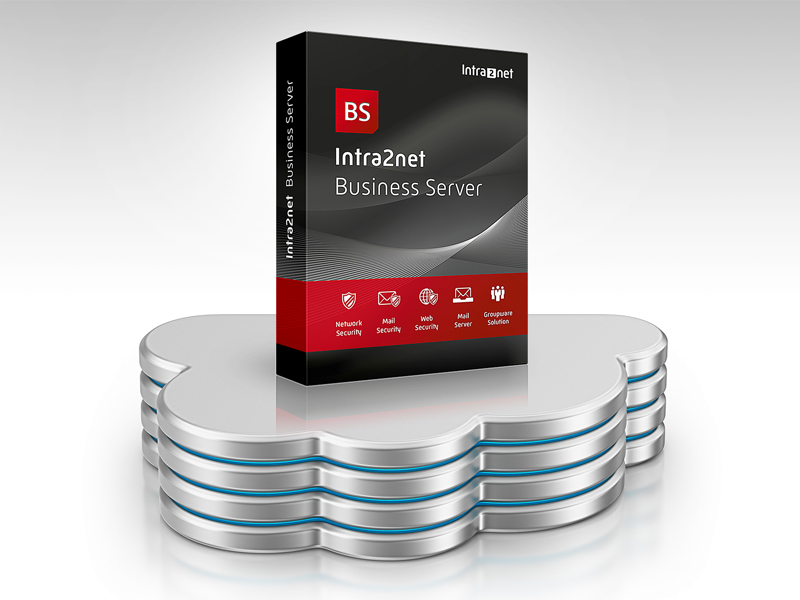 Intra2net
BS
Intra2net
Business Server
Intra2net Business Server
Network
Security
Mail
Security
Web
Security
Mail
Server
Groupware
Solution